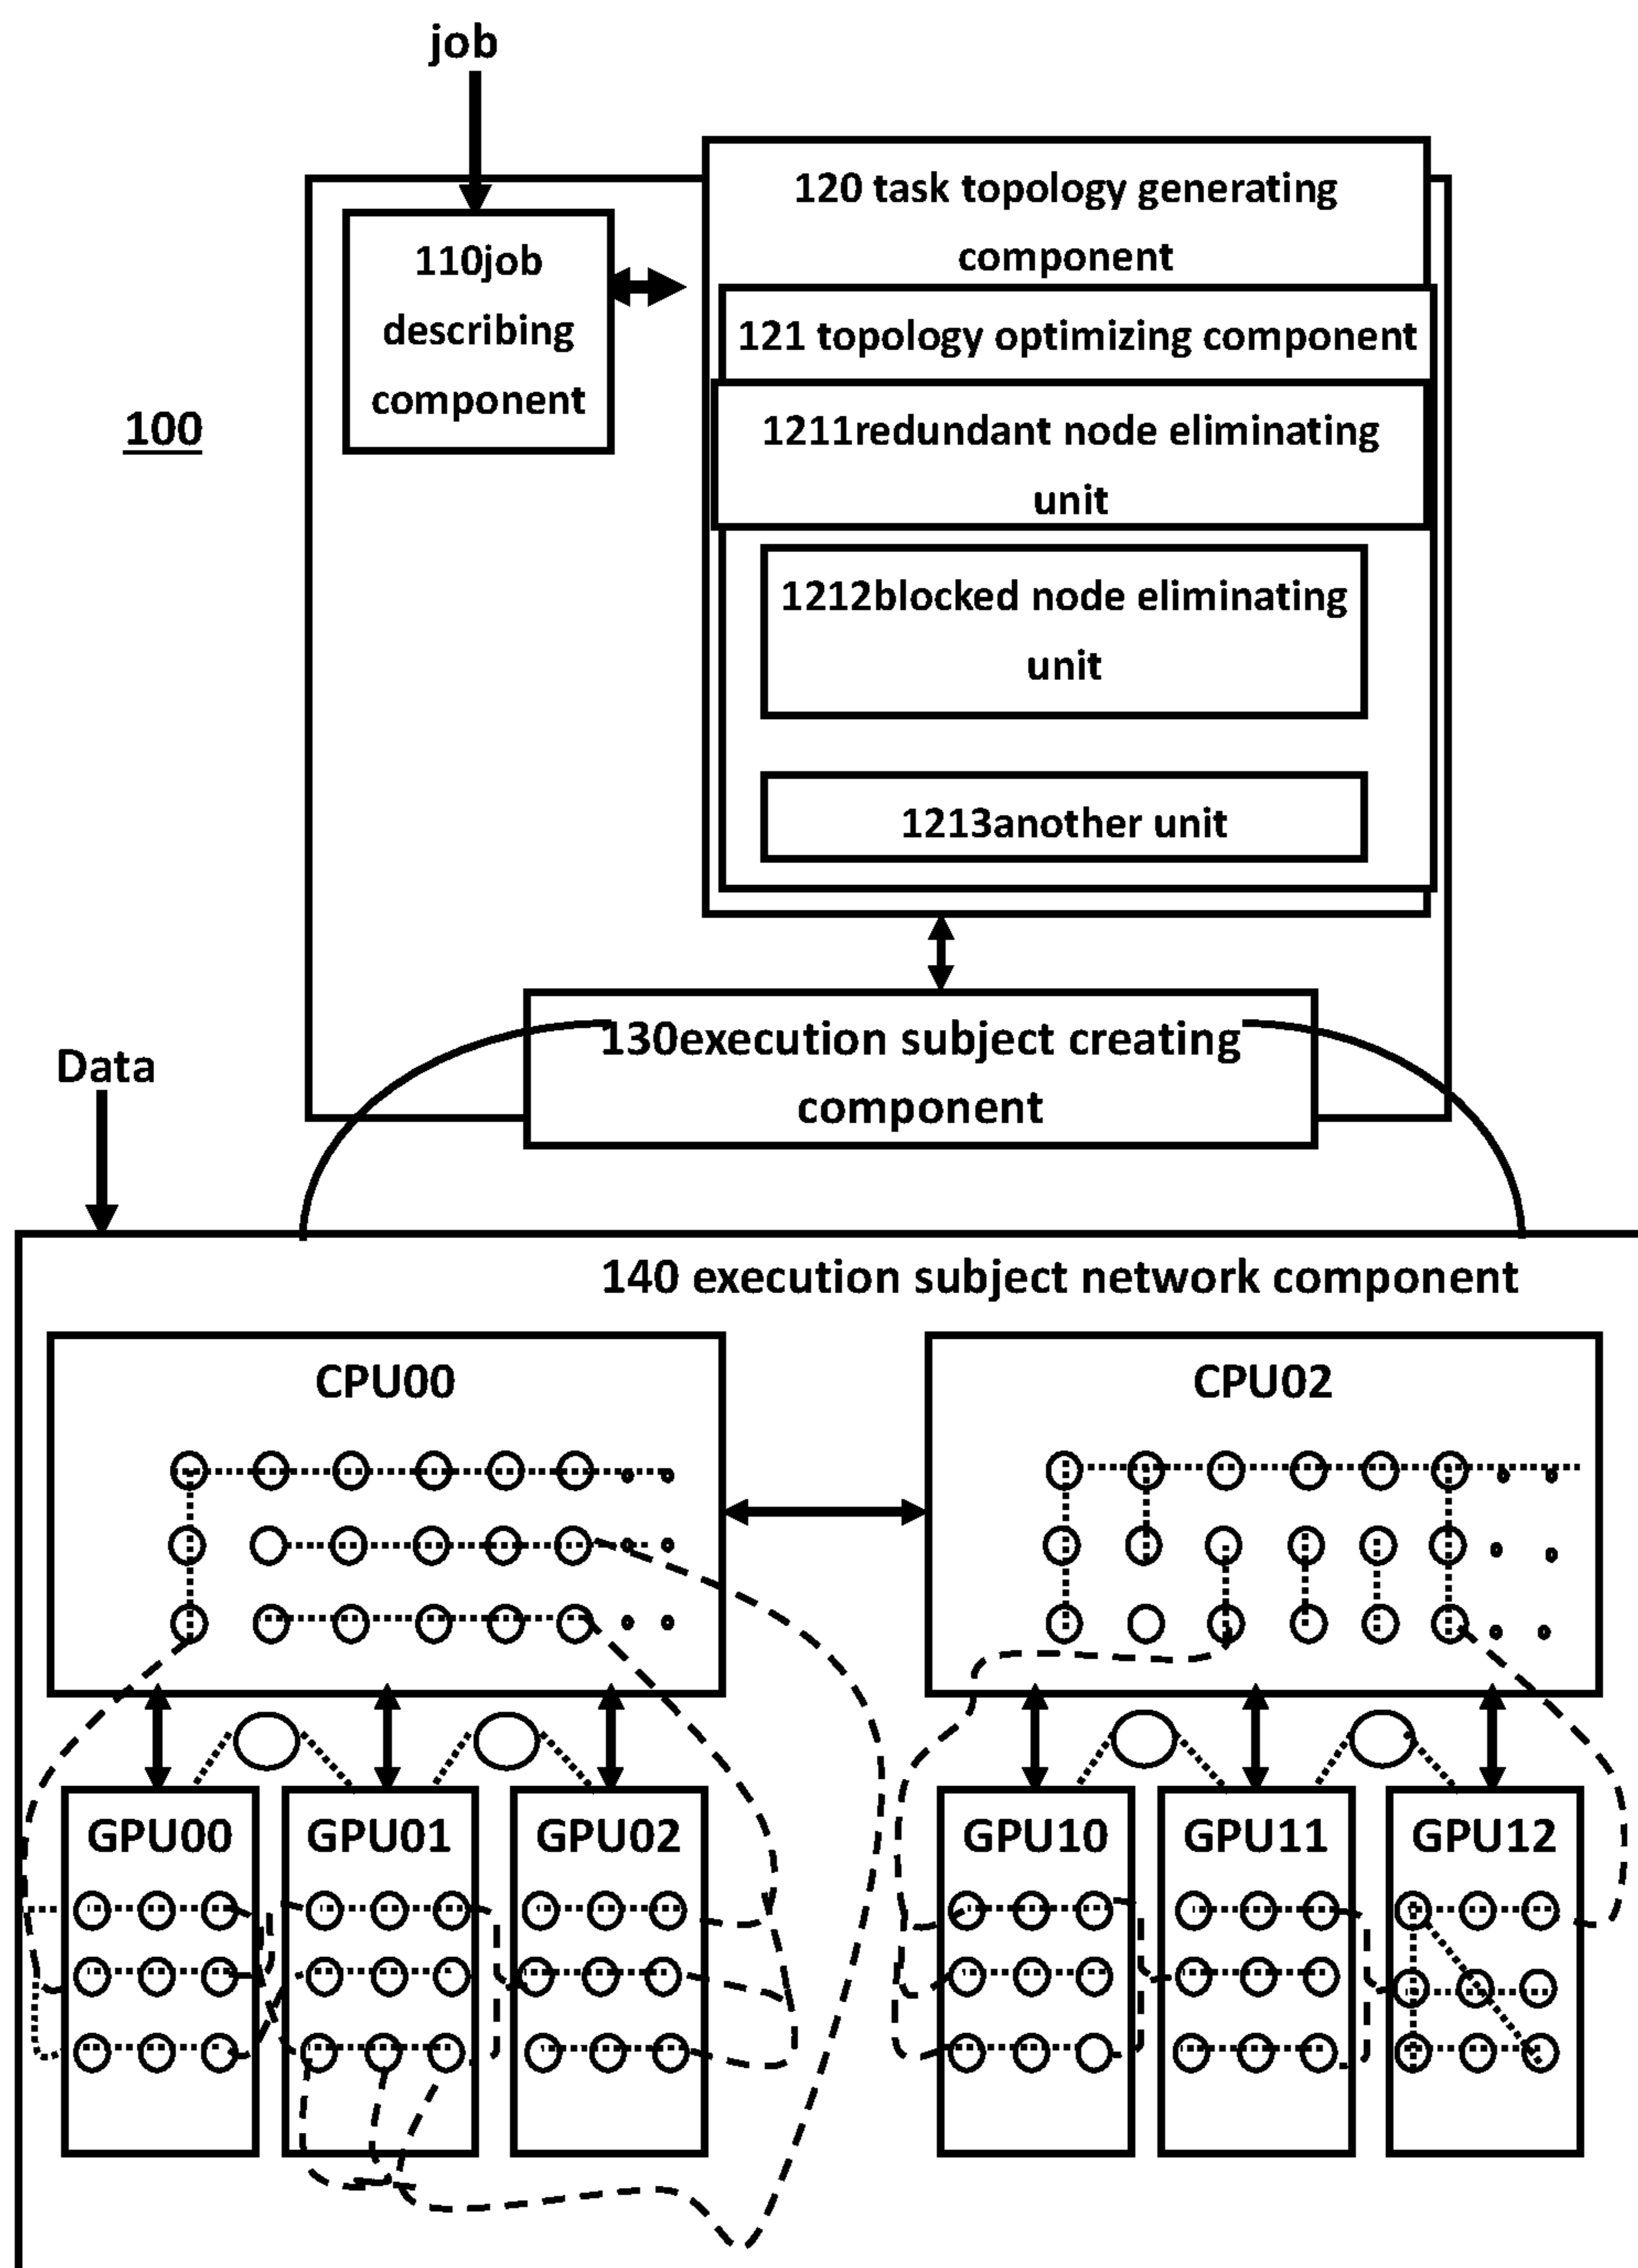 job
120 task topology generating
component
110job
describing
component
121 topology optimizing component
100
1211redundant node eliminating
unit
1212blocked node eliminating
unit
1213another unit
130execution subject creating
component
Data
140 execution subject network component
CPU00
CPU02
GPU00
GPU01
GPU02
GPU10
GPU11
GPU12